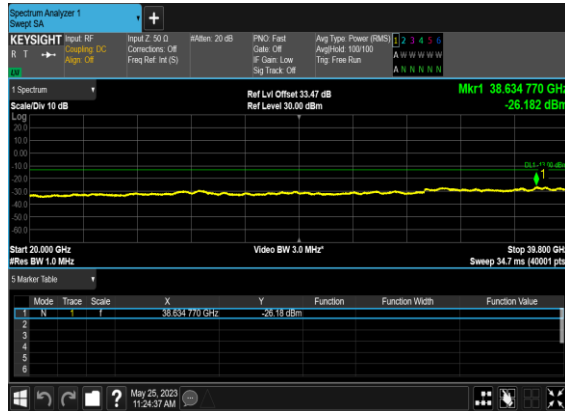 Spectrum Analyzer 1
Swept SA
+
KEYSIGHT Input: RF Input Z: 50 Ω #Atten: 20 dB PNO: Fast Avg Type: Power (RMS) 1 2 3 4 5 6
R T Coupling: DC Corrections: Off Gate: Off Avg|Hold: 100/100 A W W W W W
Align: Off Freq Ref: Int (S) IF Gain: Low Trig: Free Run
Sig Track: Off A N N N N N
LW
1 Spectrum Ref Lvl Offset 33.47 dB Mkr1 38.634 770 GHz
Scale/Div 10 dB Ref Level 30.00 dBm -26.182 dBm
Log
20.0
10.0
0.00
-10.0
DL1 -13.00 dBm
1
-20.0
-30.0
-40.0
-50.0
-60.0
Start 20.000 GHz Video BW 3.0 MHz* Stop 39.800 GHz
#Res BW 1.0 MHz Sweep 34.7 ms (40001 pts)
5 Marker Table
Mode Trace Scale X Y Function Function Width Function Value
1 N 1 f 38.634 770 GHz -26.18 dBm
2
3
4
5
6
? May 25, 2023
11:24:37 AM